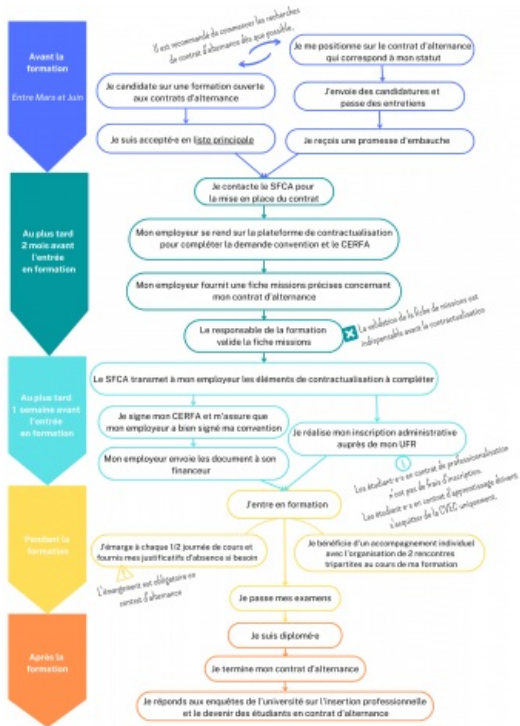 Avant la
formation
Entre Mars et Juin
Il est recommandé de commencer les recherches
de contrat d'alternance dès que possible.
Je me positionne sur le contrat d'alternance
qui correspond à mon statut
Je candidate sur une formation ouverte
aux contrats d'alternance
J'envoie des candidatures et
passe des entretiens
Je suis accepté·e en liste principale
Je reçois une promesse d'embauche
Au plus tard
2 mois avant
l'entrée
en formation
Je contacte le SFCA pour
la mise en place du contrat
Mon employeur se rend sur la plateforme de contractualisation
pour compléter la demande convention et le CERFA
Mon employeur fournit une fiche missions précises concernant
mon contrat d'alternance
Le responsable de la formation
valide la fiche missions
La validation de la fiche de missions est
indispensable avant la contractualisation
Au plus tard
1 semaine avant
l'entrée
en formation
Le SFCA transmet à mon employeur les éléments de contractualisation à compléter
Je signe mon CERFA et m'assure que
mon employeur a bien signé ma convention
Je réalise mon inscription administrative
auprès de mon UFR
Mon employeur envoie les document à son
financeur
Les étudiant·e·s en contrat de professionnalisation
n'ont pas de frais d'inscription.
Les étudiant·e·s en contrat d'apprentissage doivent
s'acquitter de la CVEC uniquement.
Pendant la
formation
J'entre en formation
J'émarge à chaque 1/2 journée de cours et
fournis mes justificatifs d'absence si besoin
Je bénéficie d'un accompagnement individuel
avec l'organisation de 2 rencontres
tripartites au cours de ma formation
L'émargement est obligatoire en
contrat d'alternance
Je passe mes examens
Après la
formation
Je suis diplomé·e
Je termine mon contrat d'alternance
Je réponds aux enquêtes de l'université sur l'insertion professionnelle
et le devenir des étudiants en contrat d'alternance